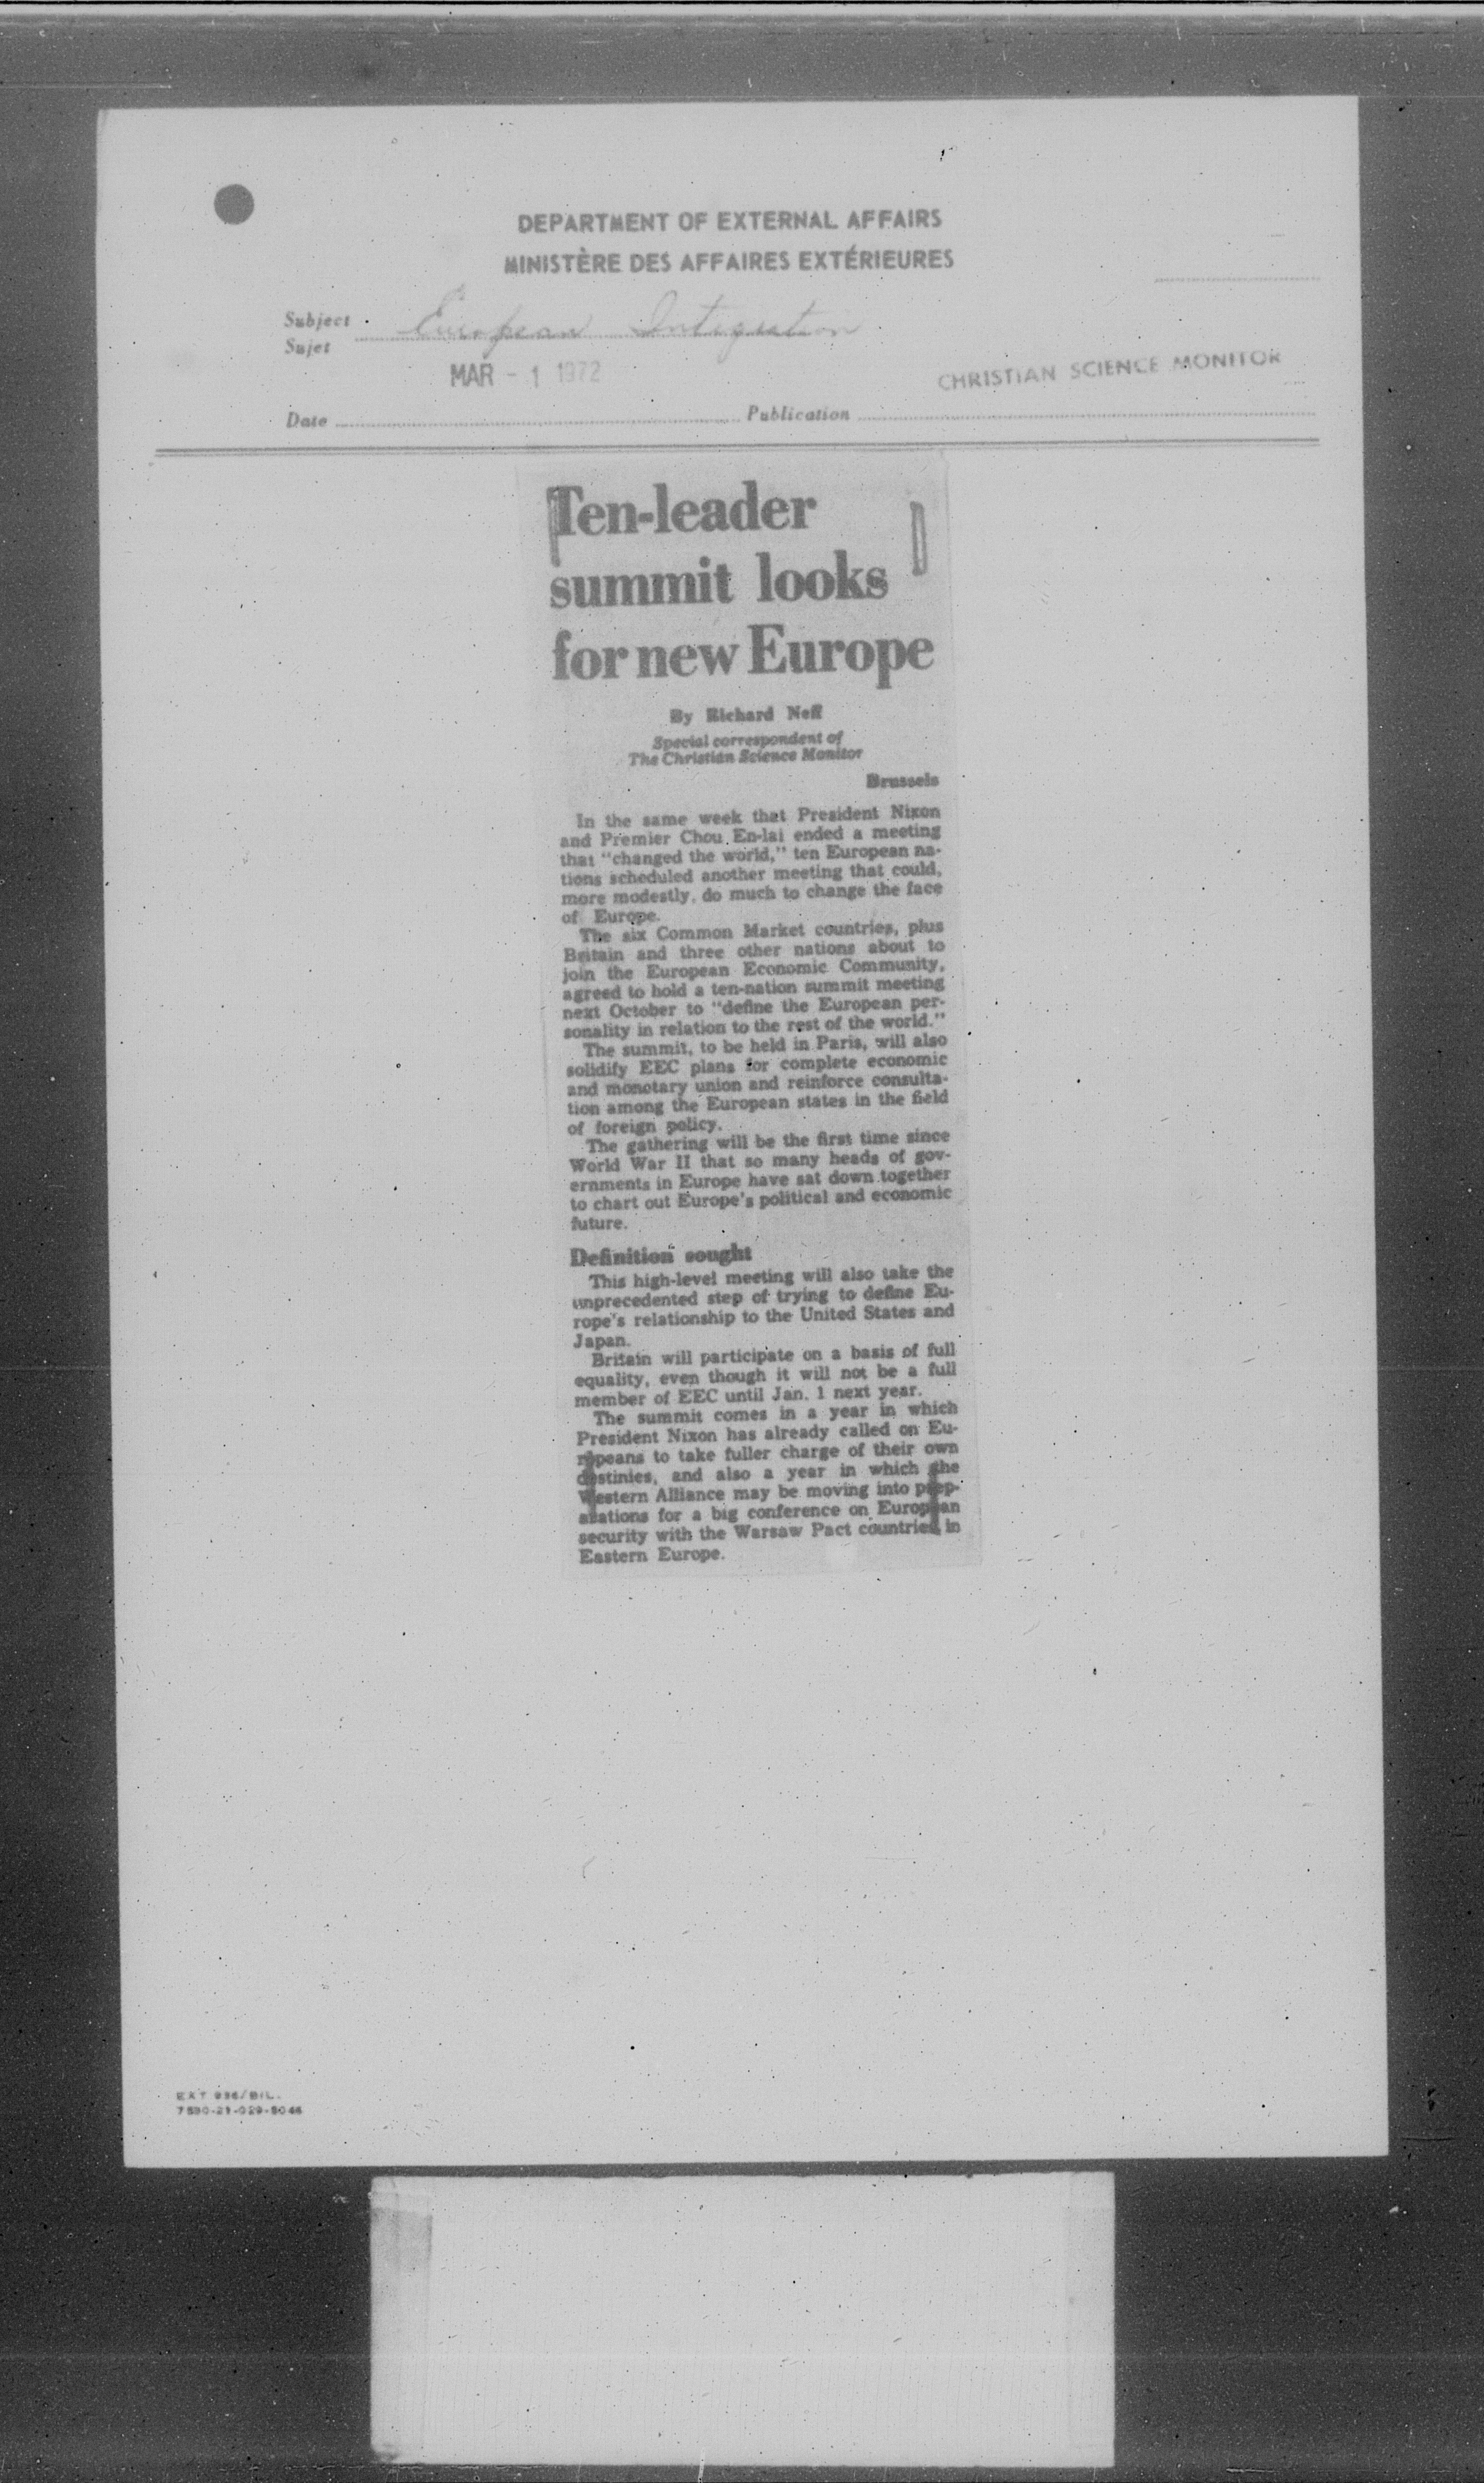 DEPARTMENT OF EXTERNAL AFFAIRS
MINISTÈRE DES AFFAIRES EXTÉRIEURES
Subject European Integration
Sujet
MAR - 1 1972
CHRISTIAN SCIENCE MONITOR
Date Publication
Ten-leader
summit looks
for new Europe
By Richard Neff
Special correspondent of
The Christian Science Monitor
Brussels
In the same week that President Nixon
and Premier Chou En-lai ended a meeting
that "changed the world," ten European na-
tions scheduled another meeting that could,
more modestly, do much to change the face
of Europe.
The six Common Market countries, plus
Britain and three other nations about to
join the European Economic Community,
agreed to hold a ten-nation summit meeting
next October to "define the European per-
sonality in relation to the rest of the world."
The summit, to be held in Paris, will also
solidify EEC plans for complete economic
and monetary union and reinforce consulta-
tion among the European states in the field
of foreign policy.
The gathering will be the first time since
World War II that so many heads of gov-
ernments in Europe have sat down together
to chart out Europe's political and economic
future.
Definition sought
This high-level meeting will also take the
unprecedented step of trying to define Eu-
rope's relationship to the United States and
Japan.
Britain will participate on a basis of full
equality, even though it will not be a full
member of EEC until Jan. 1 next year.
The summit comes in a year in which
President Nixon has already called on Eu-
ropeans to take fuller charge of their own
destinies, and also a year in which the
Western Alliance may be moving into prep-
arations for a big conference on European
security with the Warsaw Pact countries in
Eastern Europe.
EXT 936/BIL.
7530-21-029-5046